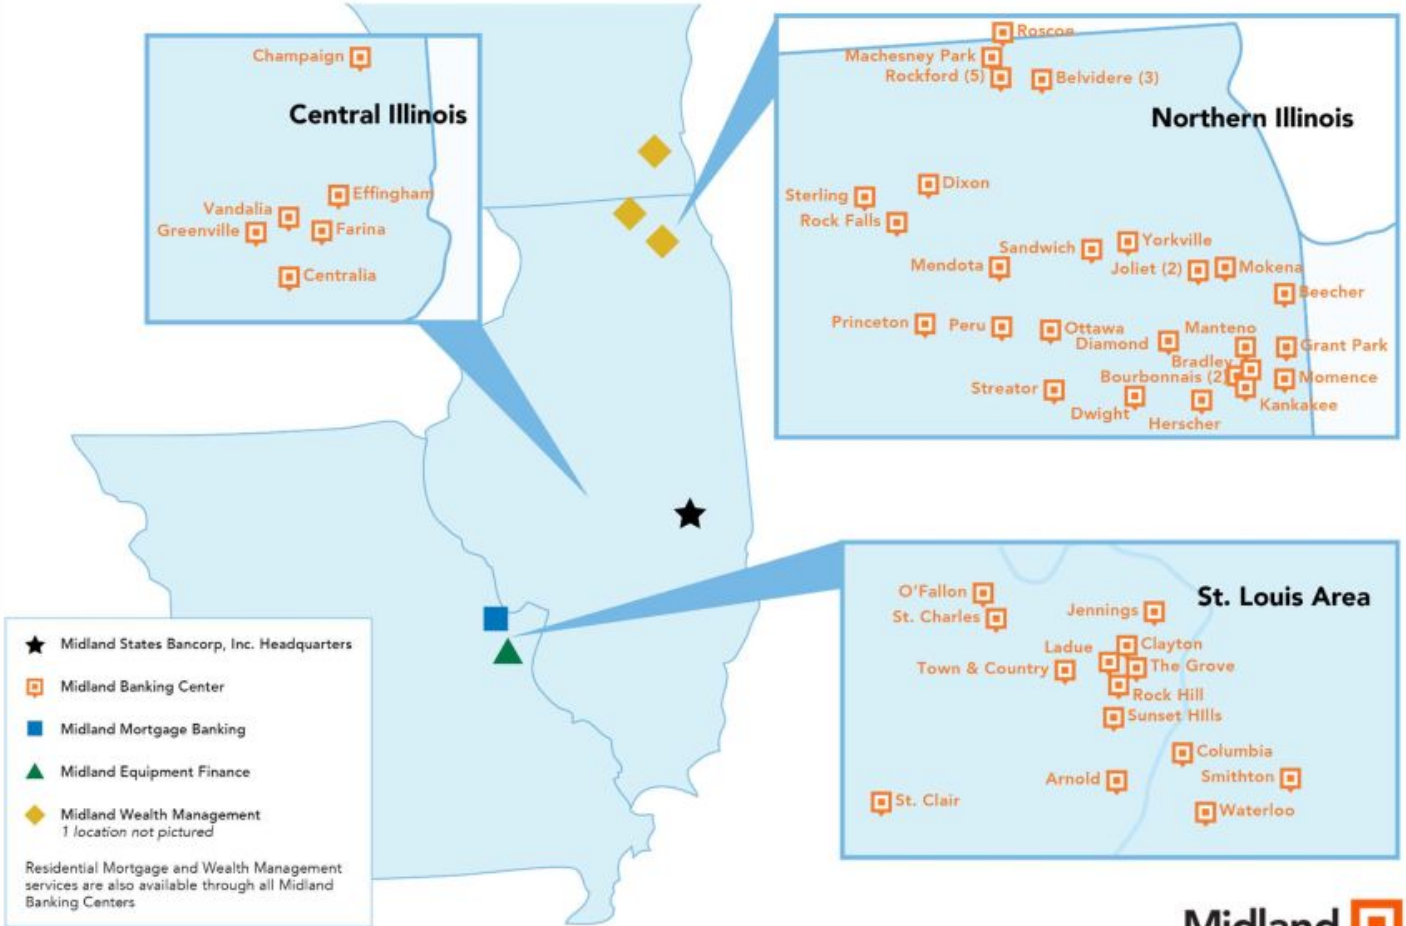 Champaign
Central Illinois
Effingham
Vandalia
Greenville
Farina
Centralia
Roscoe
Machesney Park
Rockford (5)
Belvidere (3)
Northern Illinois
Dixon
Sterling
Rock Falls
Yorkville
Sandwich
Mendota
Joliet (2)
Mokena
Beecher
Princeton
Peru
Ottawa
Manteno
Diamond
Grant Park
Bradley
Bourbonnais (2)
Momence
Streator
Dwight
Kankakee
Herscher
O'Fallon
St. Charles
Jennings
St. Louis Area
Ladue
Clayton
Town & Country
The Grove
Rock Hill
Sunset HIlls
Columbia
Arnold
Smithton
St. Clair
Waterloo
Midland States Bancorp, Inc. Headquarters
Midland Banking Center
Midland Mortgage Banking
Midland Equipment Finance
Midland Wealth Management
1 location not pictured
Residential Mortgage and Wealth Management
services are also available through all Midland
Banking Centers
Midland